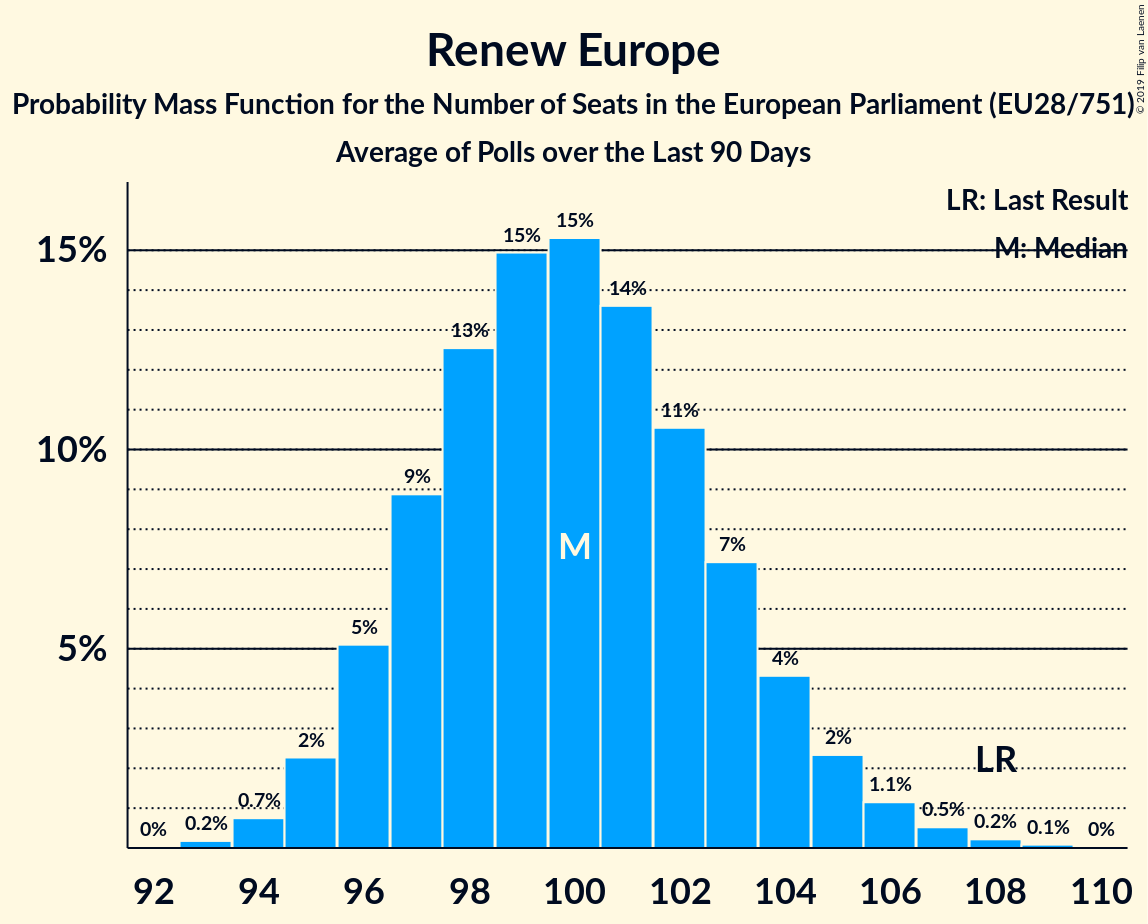 Renew Europe
Probability Mass Function for the Number of Seats in the European Parliament (EU28/751)
Average of Polls over the Last 90 Days
© 2019 Filip van Laenen
LR: Last Result
M: Median
15%
10%
5%
0%
0.2%
0.7%
2%
5%
9%
13%
15%
15%
14%
11%
7%
4%
2%
1.1%
0.5%
0.2%
0.1%
0%
M
LR
92 94 96 98 100 102 104 106 108 110